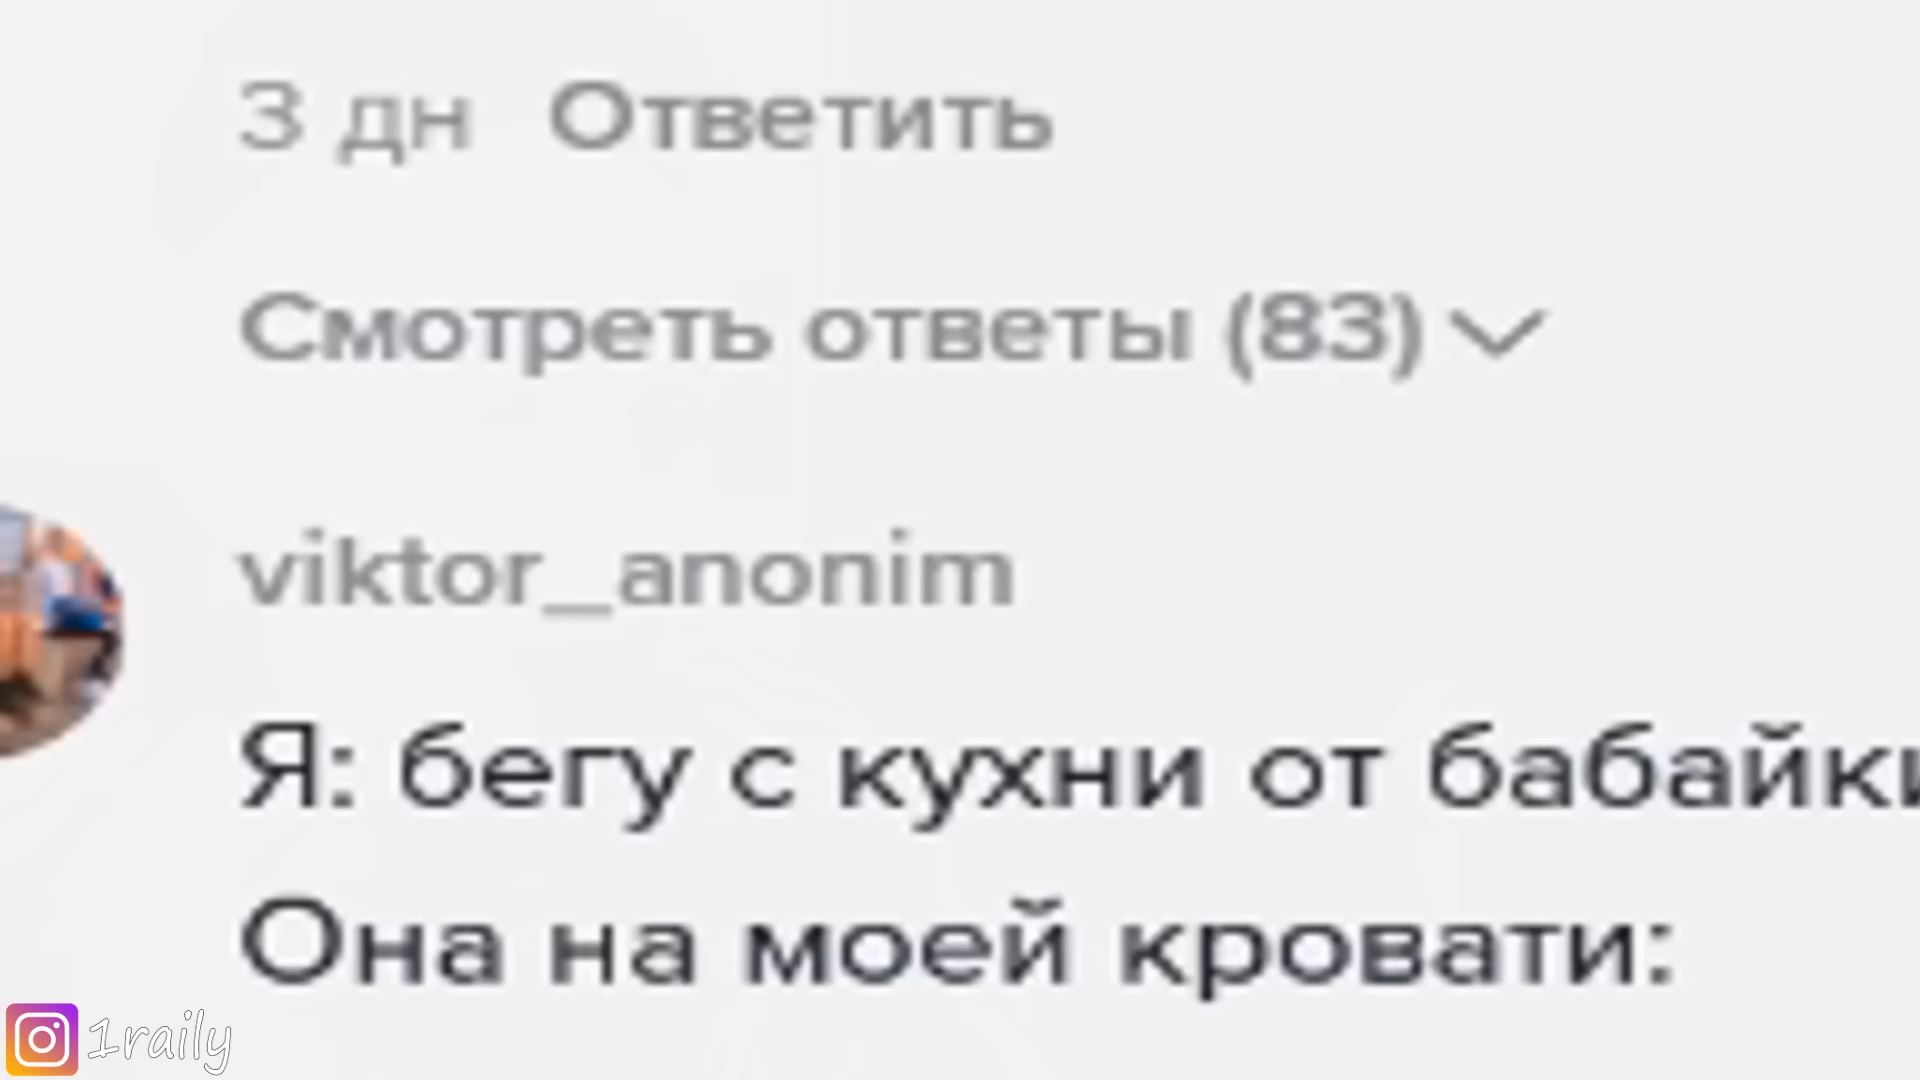 3 дн Ответить
Смотреть ответы (83)
viktor_anonim
Я: бегу с кухни от бабайки
Она на моей кровати:
1raily